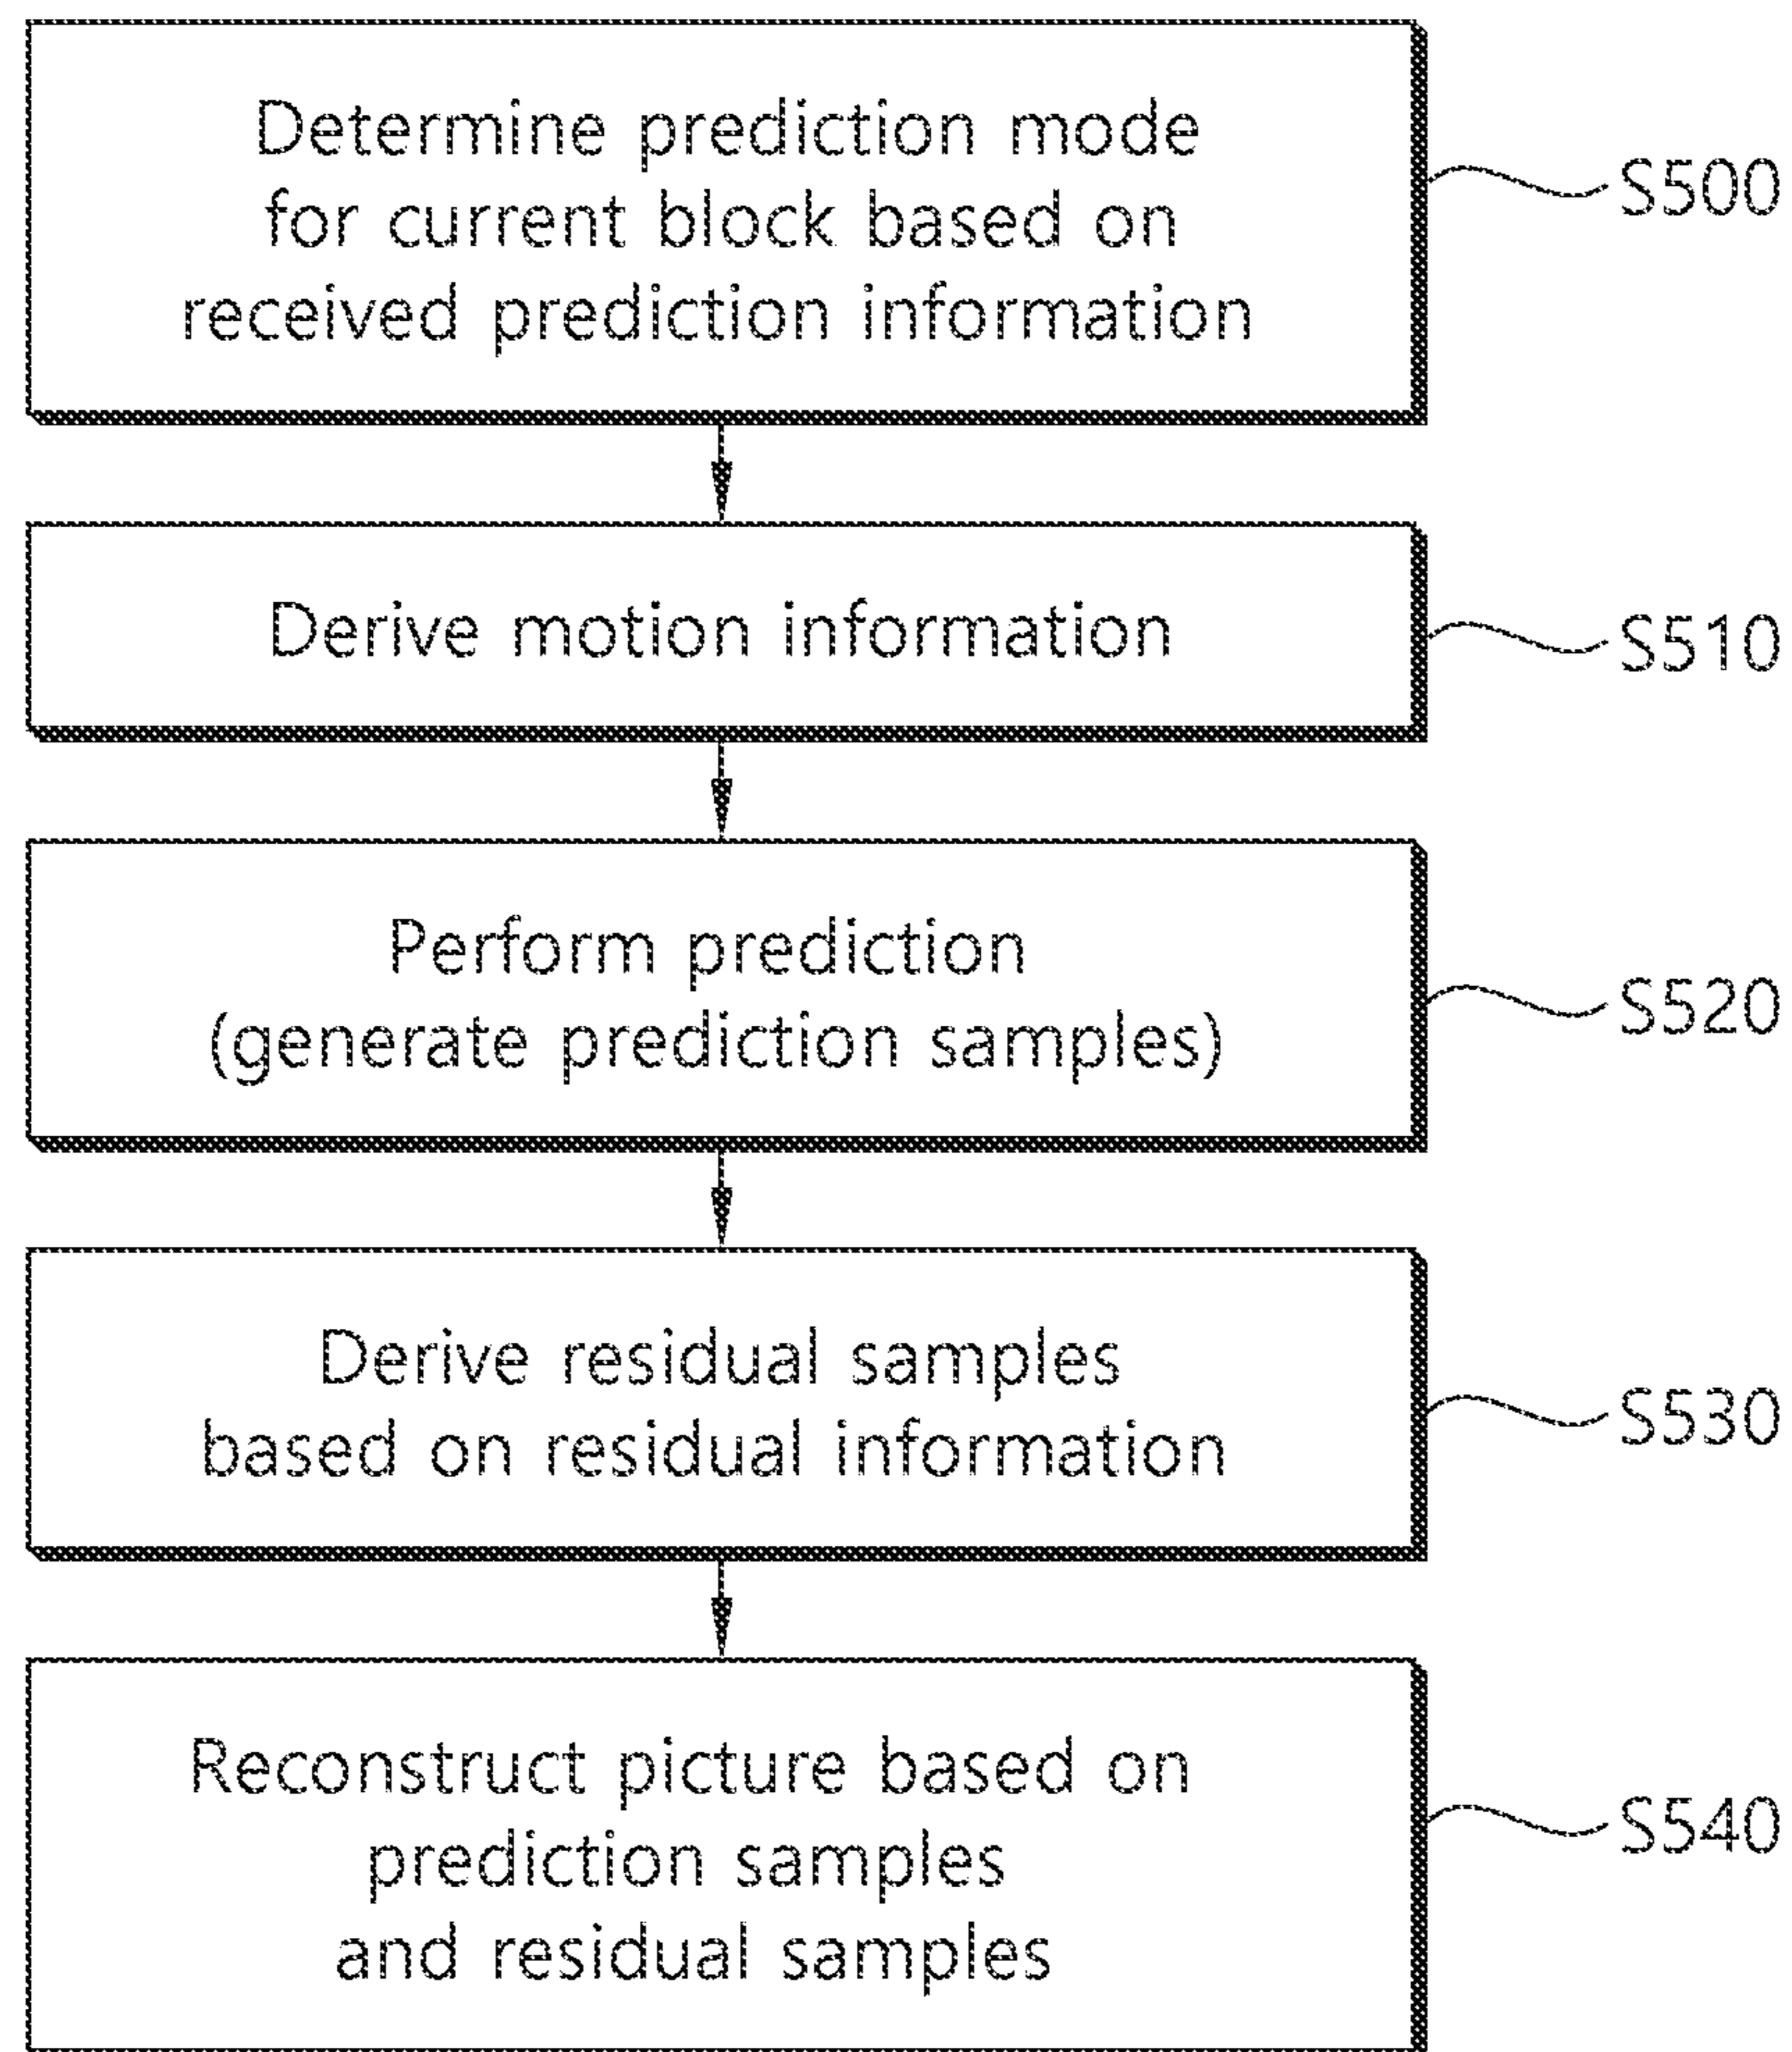 Determine prediction mode
for current block based on
received prediction information
S500
Derive motion information
S510
Perform prediction
(generate prediction samples)
S520
Derive residual samples
based on residual information
S530
Reconstruct picture based on
prediction samples
and residual samples
S540